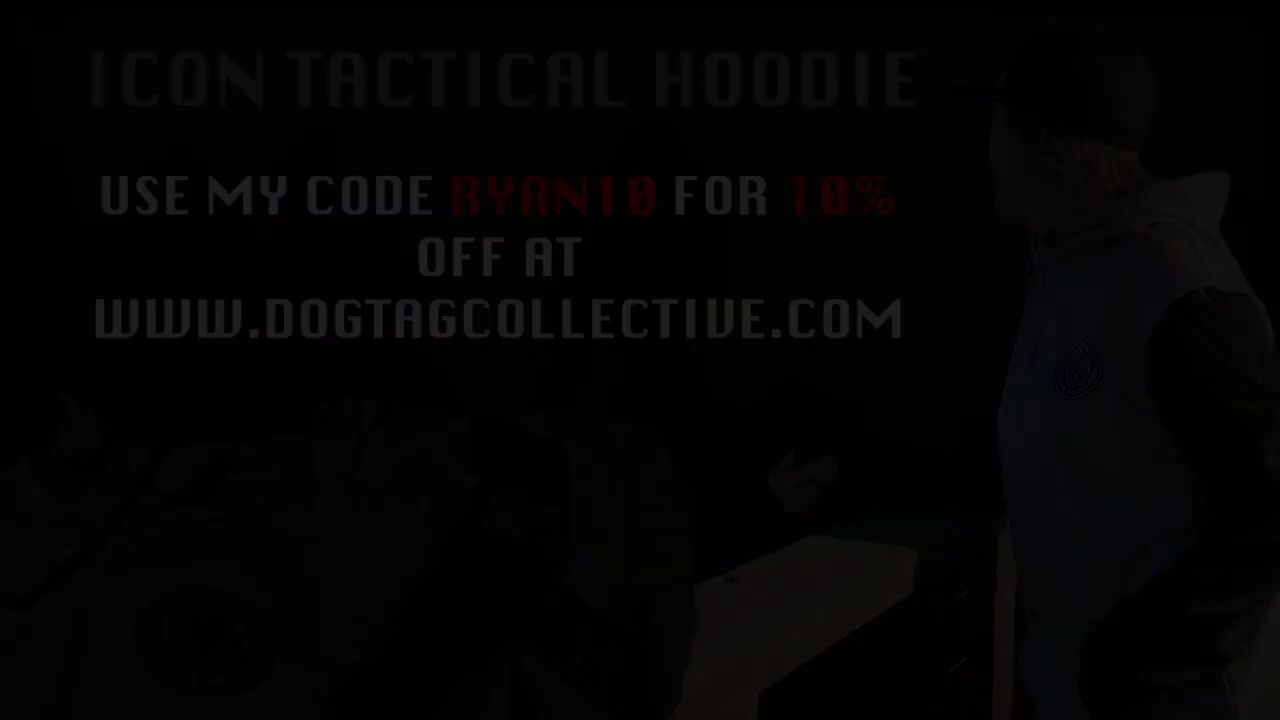 ICON TACTICAL HOODIE
USE MY CODE RYAN10 FOR 10%
OFF AT
WWW.DOGTAGCOLLECTIVE.COM